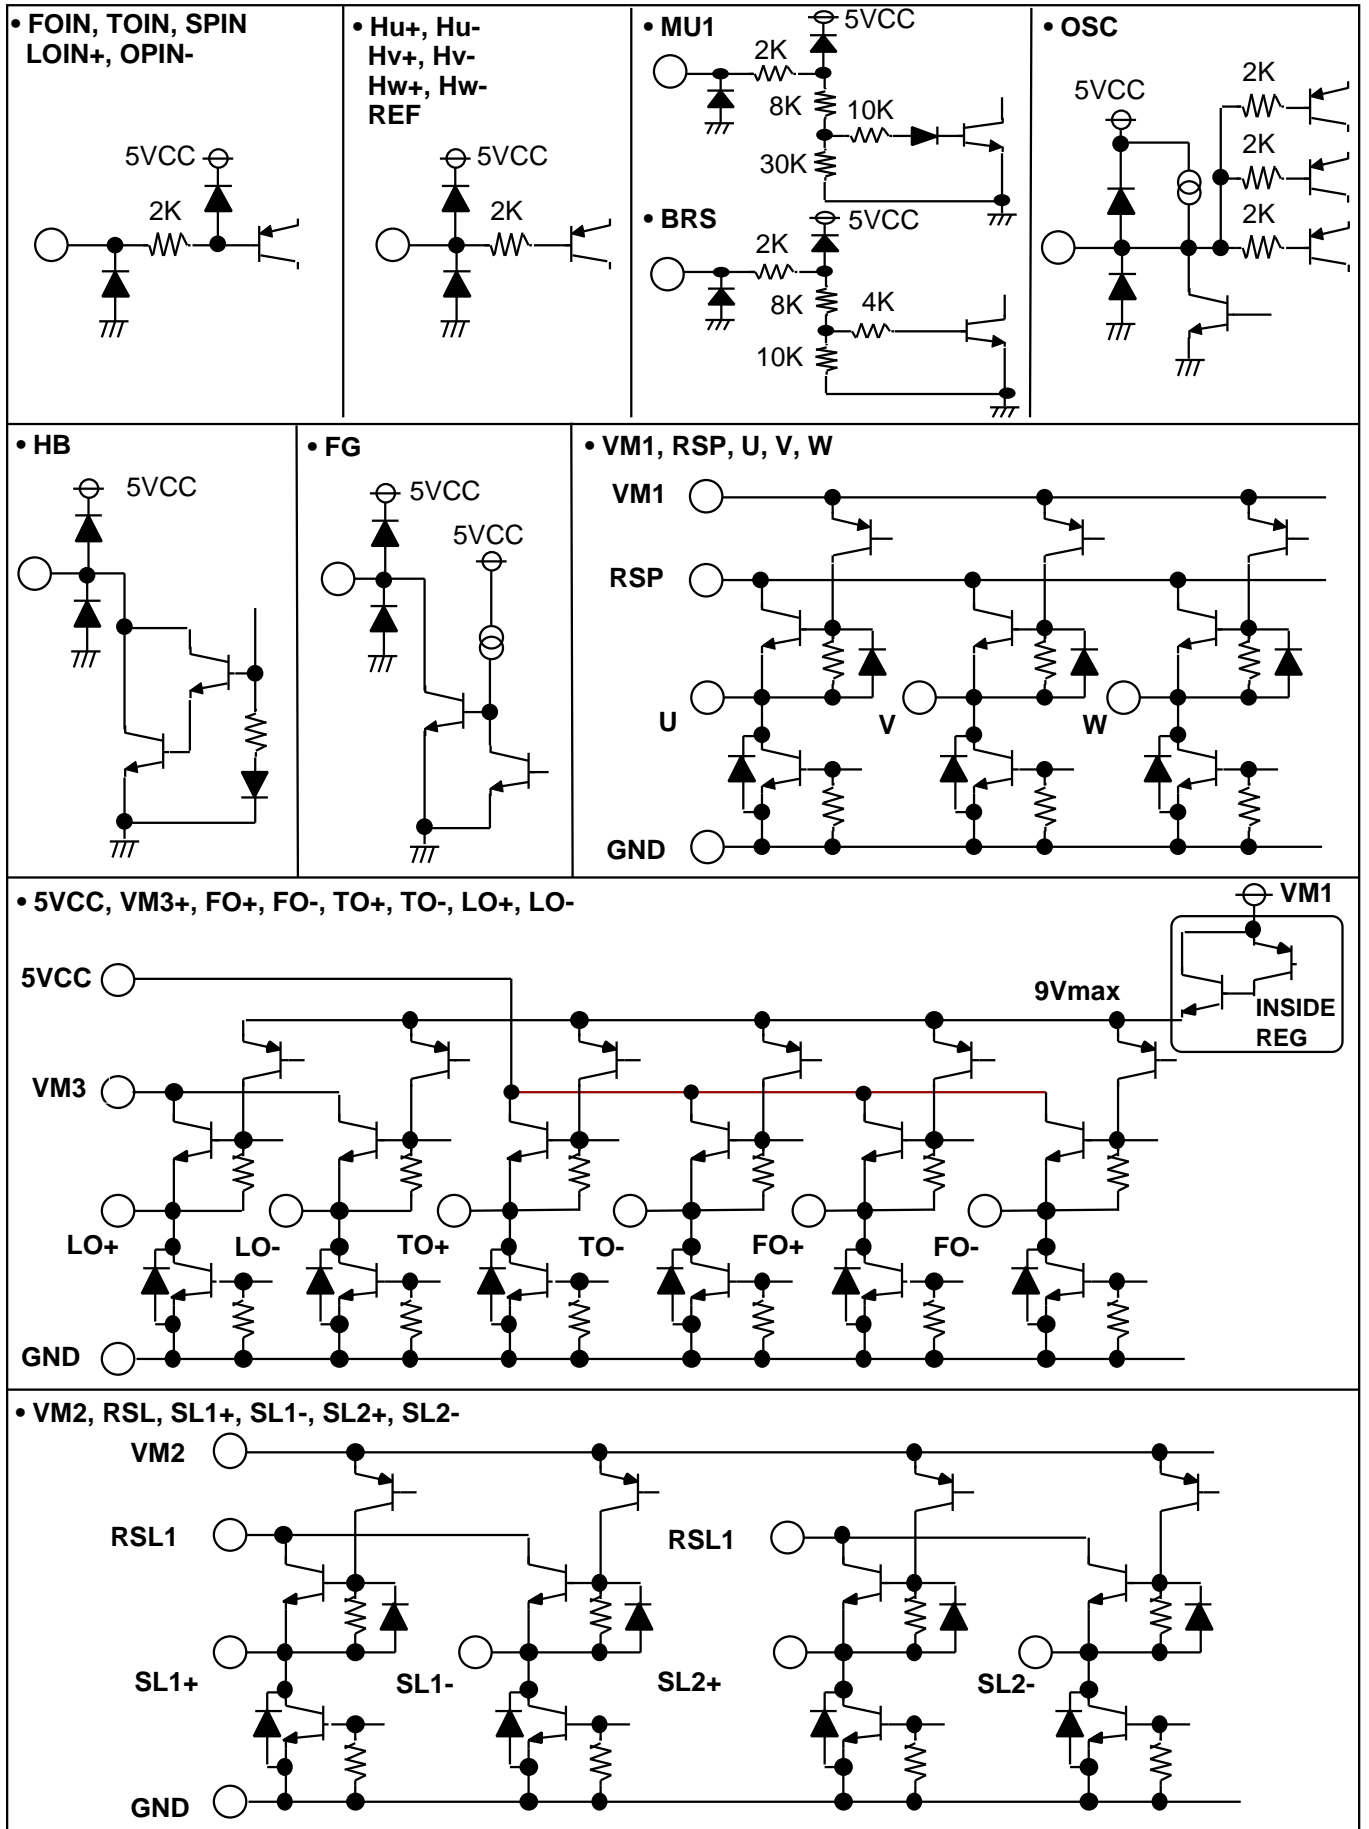 • FOIN, TOIN, SPIN
LOIN+, OPIN-
5VCC
2K
• Hu+, Hu-
Hv+, Hv-
Hw+, Hw-
REF
5VCC
2K
• MU1
5VCC
2K
8K
10K
30K
• BRS
5VCC
2K
8K
4K
10K
• OSC
5VCC
2K
2K
2K
• HB
5VCC
• FG
5VCC
5VCC
• VM1, RSP, U, V, W
VM1
RSP
U
V
W
GND
• 5VCC, VM3+, FO+, FO-, TO+, TO-, LO+, LO-
VM1
5VCC
9Vmax
INSIDE
REG
VM3
LO+
LO-
TO+
TO-
FO+
FO-
GND
• VM2, RSL, SL1+, SL1-, SL2+, SL2-
VM2
RSL1
RSL1
SL1+
SL1-
SL2+
SL2-
GND